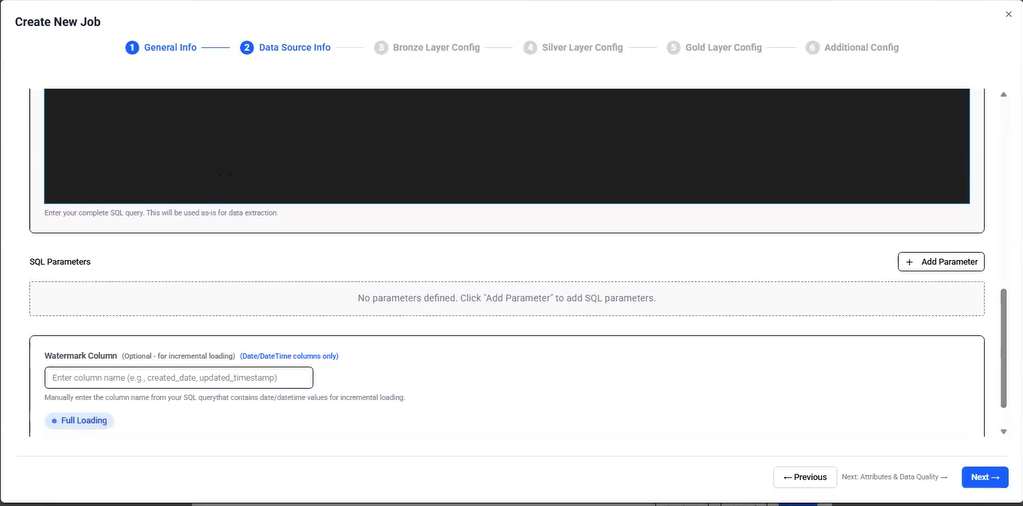 Create New Job
×
1 General Info
2 Data Source Info
3 Bronze Layer Config
4 Silver Layer Config
5 Gold Layer Config
6 Additional Config
Enter your complete SQL query. This will be used as-is for data extraction.
SQL Parameters
+ Add Parameter
No parameters defined. Click "Add Parameter" to add SQL parameters.
Watermark Column (Optional - for incremental loading) (Date/DateTime columns only)
Enter column name (e.g., created_date, updated_timestamp)
Manually enter the column name from your SQL querythat contains date/datetime values for incremental loading.
Full Loading
← Previous
Next: Attributes & Data Quality →
Next →